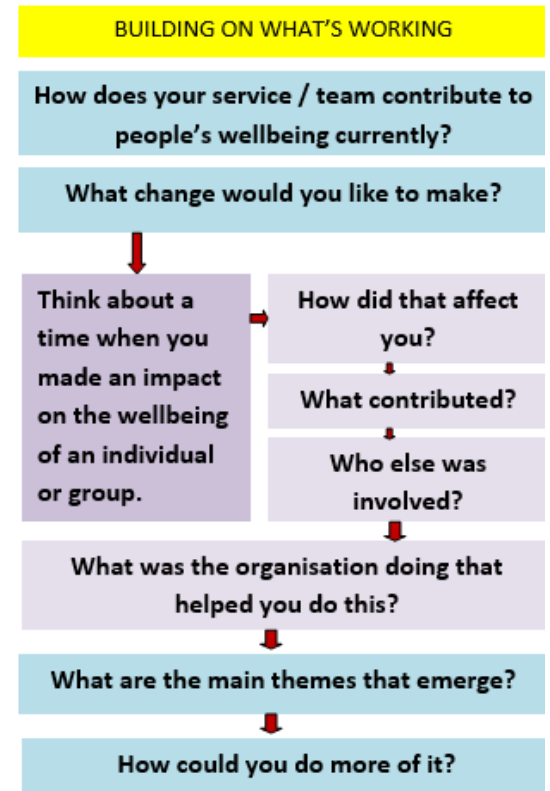 BUILDING ON WHAT'S WORKING
How does your service / team contribute to
people's wellbeing currently?
What change would you like to make?
Think about a
time when you
made an impact
on the wellbeing
of an individual
or group.
How did that affect
you?
What contributed?
Who else was
involved?
What was the organisation doing that
helped you do this?
What are the main themes that emerge?
How could you do more of it?